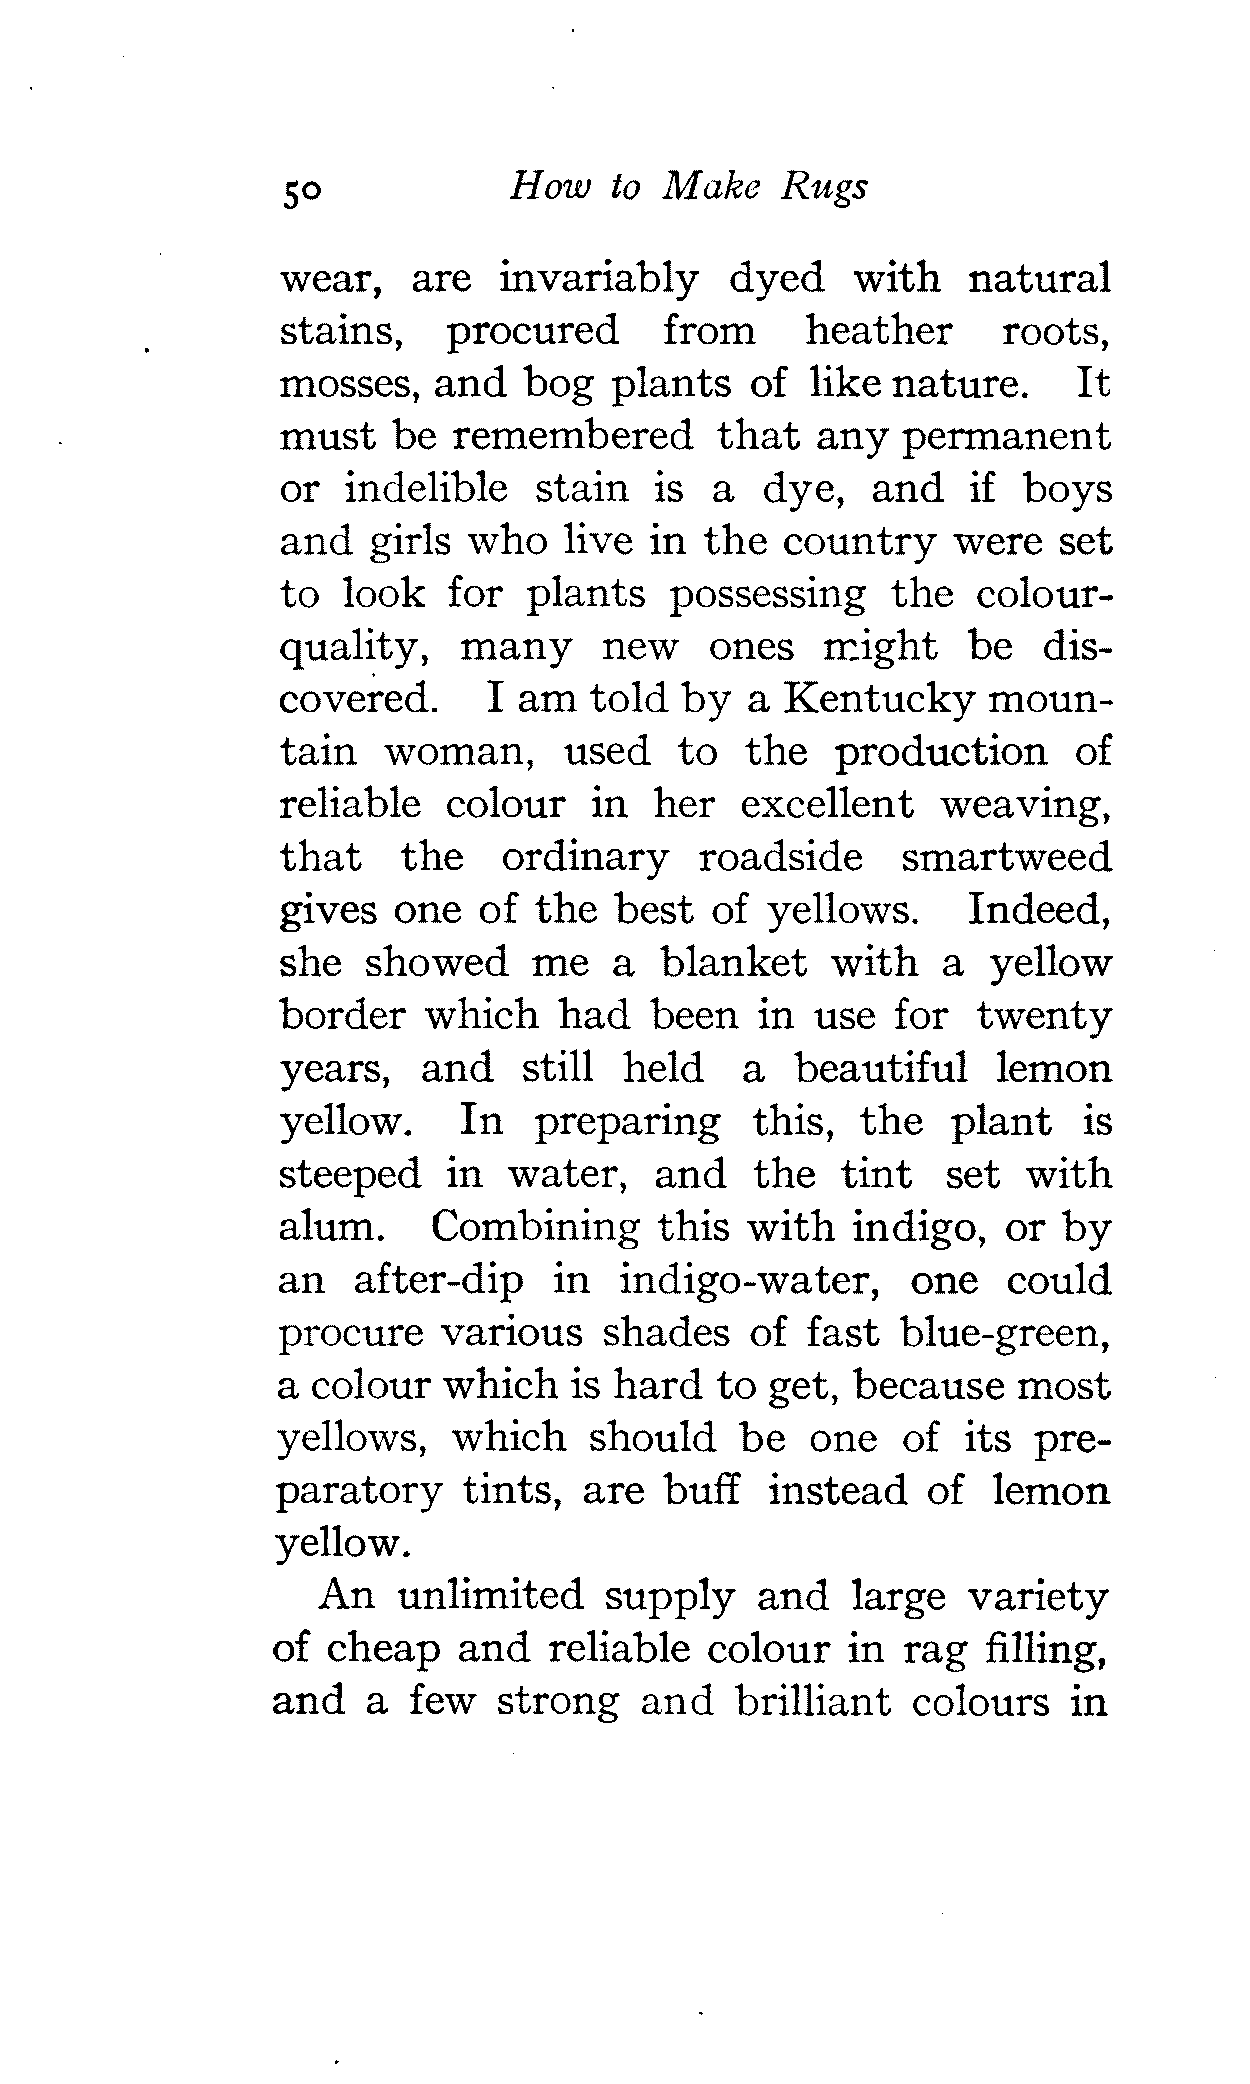 50 How to Make Rugs
wear, are invariably dyed with natural
stains, procured from heather roots,
mosses, and bog plants of like nature. It
must be remembered that any permanent
or indelible stain is a dye, and if boys
and girls who live in the country were set
to look for plants possessing the colour-
quality, many new ones might be dis-
covered. I am told by a Kentucky moun-
tain woman, used to the production of
reliable colour in her excellent weaving,
that the ordinary roadside smartweed
gives one of the best of yellows. Indeed,
she showed me a blanket with a yellow
border which had been in use for twenty
years, and still held a beautiful lemon
yellow. In preparing this, the plant is
steeped in water, and the tint set with
alum. Combining this with indigo, or by
an after-dip in indigo-water, one could
procure various shades of fast blue-green,
a colour which is hard to get, because most
yellows, which should be one of its pre-
paratory tints, are buff instead of lemon
yellow.
An unlimited supply and large variety
of cheap and reliable colour in rag filling,
and a few strong and brilliant colours in